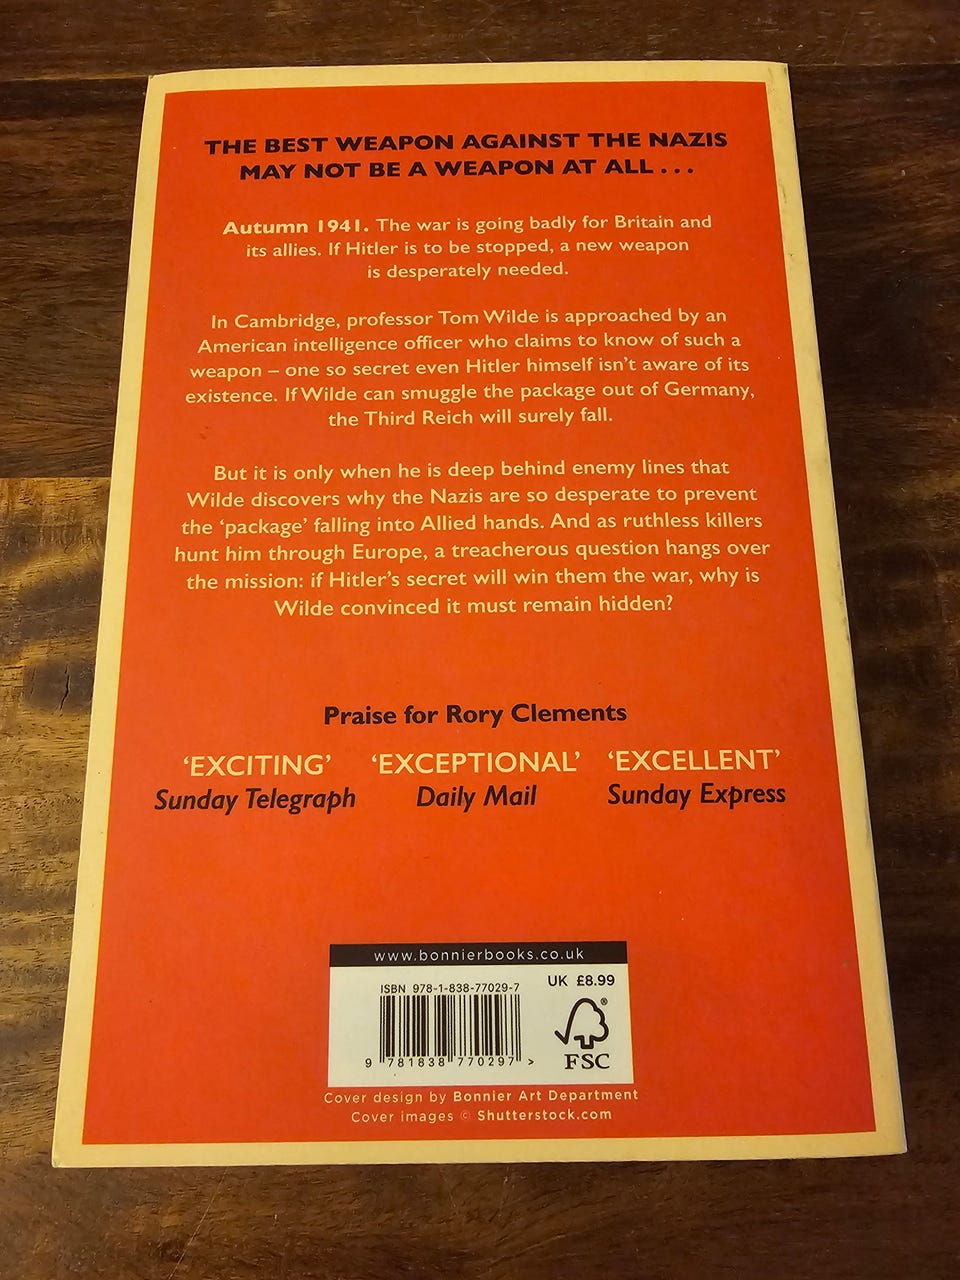 THE BEST WEAPON AGAINST THE NAZIS
MAY NOT BE A WEAPON AT ALL . . .
Autumn 1941. The war is going badly for Britain and
its allies. If Hitler is to be stopped, a new weapon
is desperately needed.
In Cambridge, professor Tom Wilde is approached by an
American intelligence officer who claims to know of such a
weapon – one so secret even Hitler himself isn't aware of its
existence. If Wilde can smuggle the package out of Germany,
the Third Reich will surely fall.
But it is only when he is deep behind enemy lines that
Wilde discovers why the Nazis are so desperate to prevent
the 'package' falling into Allied hands. And as ruthless killers
hunt him through Europe, a treacherous question hangs over
the mission: if Hitler's secret will win them the war, why is
Wilde convinced it must remain hidden?
Praise for Rory Clements
'EXCITING' 'EXCEPTIONAL' 'EXCELLENT'
Sunday Telegraph Daily Mail Sunday Express
www.bonnierbooks.co.uk
ISBN 978-1-838-77029-7 UK £8.99
FSC
9 781838 770297 >
Cover design by Bonnier Art Department
Cover images © Shutterstock.com